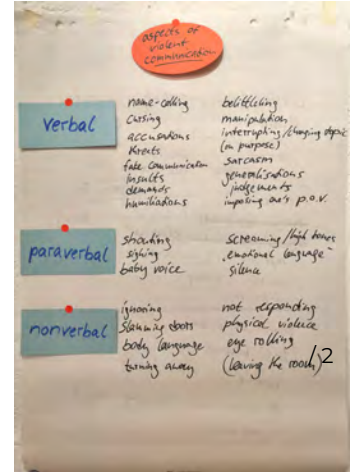 aspects of
violent
communication
verbal
name-calling
cursing
accusations
threats
fake communication
insults
demands
humiliations
belittleling
manipulation
interrupting/changing topic
(on purpose)
sarcasm
generalisations
judgements
imposing one's p.o.v.
paraverbal
shouting
sighing
baby voice
screaming/high
"emotional language"
silence
nonverbal
ignoring
slamming doors
body language
turning away
not responding
physical violence
eye rolling
(leaving the room)
/2